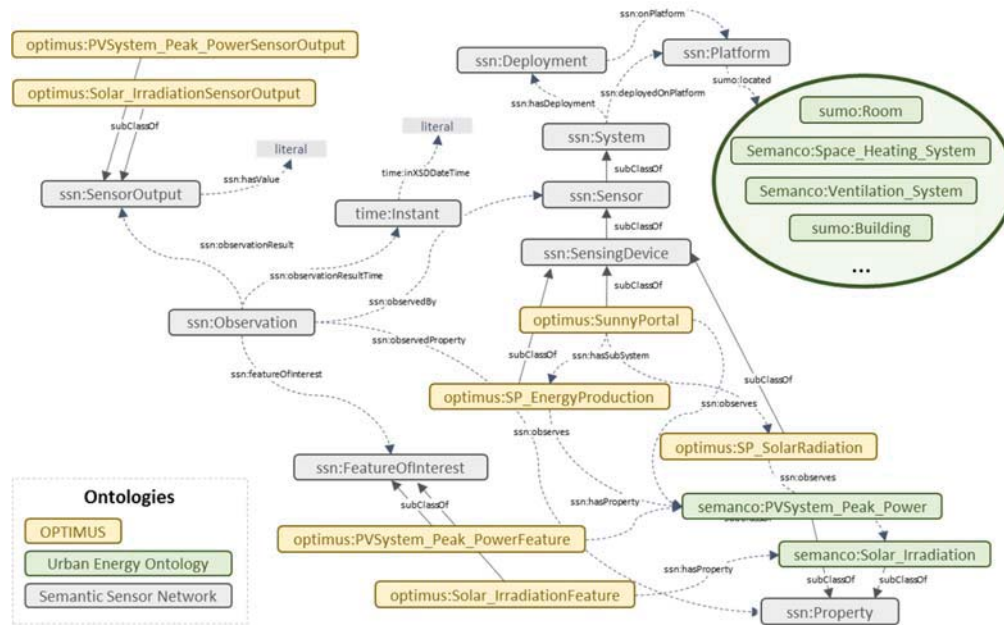 optimus:PVSystem_Peak_PowerSensorOutput
optimus:Solar_IrradiationSensorOutput
subClassOf
literal
ssn:SensorOutput
ssn:hasValue
literal
time:inXSDDateTime
time:Instant
ssn:observationResult
ssn:observationResultTime
ssn:observedBy
ssn:Observation
ssn:observedProperty
ssn:featureOfInterest
ssn:onPlatform
ssn:Deployment
ssn:Platform
sumo:located
ssn:hasDeployment
ssn:deployedOnPlatform
ssn:System
subClassOf
ssn:Sensor
subClassOf
ssn:SensingDevice
subClassOf
sumo:Room
Semanco:Space_Heating_System
Semanco:Ventilation_System
sumo:Building
...
optimus:SunnyPortal
subClassOf
ssn:hasSubSystem
subClassOf
optimus:SP_EnergyProduction
ssn:observes
ssn:observes
optimus:SP_SolarRadiation
ssn:observes
ssn:FeatureOfInterest
subClassOf
ssn:hasProperty
semanco:PVSystem_Peak_Power
optimus:PVSystem_Peak_PowerFeature
semanco:Solar_Irradiation
ssn:hasProperty
optimus:Solar_IrradiationFeature
subClassOf
subClassOf
ssn:Property
Ontologies
OPTIMUS
Urban Energy Ontology
Semantic Sensor Network